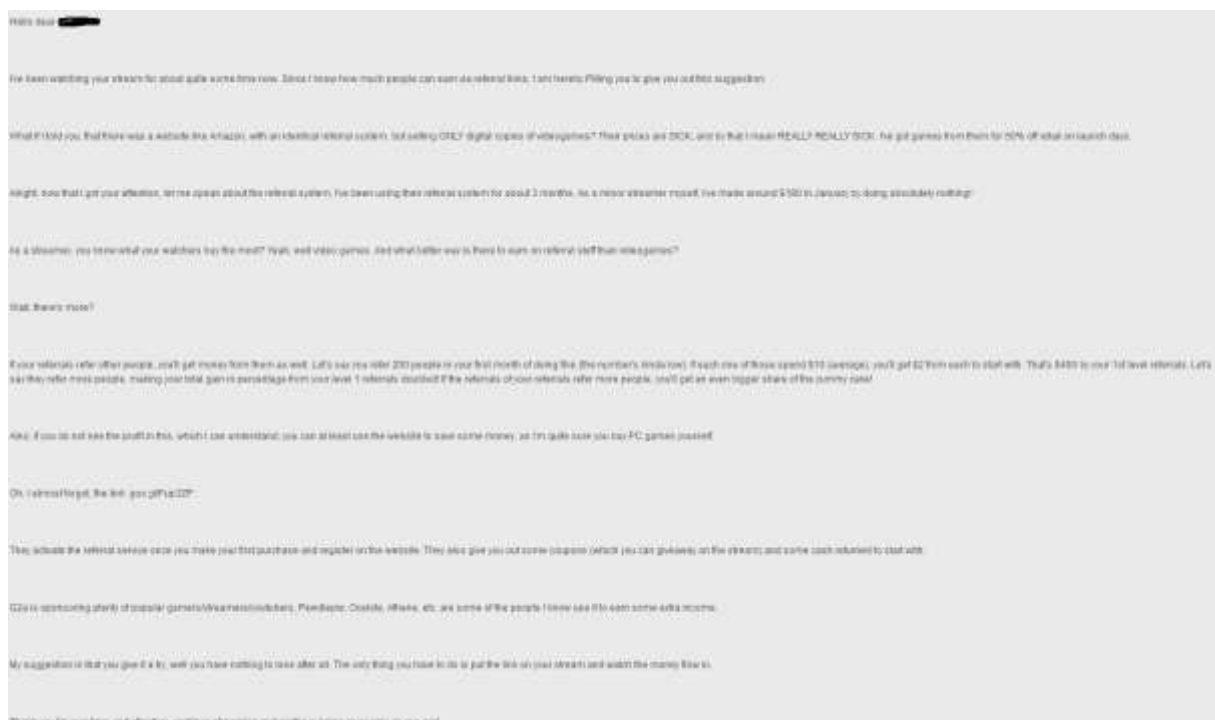 Hello dear
I've been watching your stream for about quite some time now. Since I know how much people can earn via referral links, I am hereby PMing you to give you out this suggestion.
What if I told you, that there was a website like Amazon, with an identical referral system, but selling ONLY digital copies of videogames? Their prices are SICK, and by that I mean REALLY REALLY SICK. I've got games from them for 50% off retail on launch days.
Alright, now that I got your attention, let me speak about the referral system. I've been using their referral system for about 3 months. As a minor streamer myself, I've made around in January by doing absolutely nothing!
As a streamer, you know what your watchers buy the most? Yeah, well video games. And what better way is there to earn on referral stuff than videogames?
Wait, there's more?
If your referrals refer other people, you'll get money from them as well. Let's say you refer 200 people in your first month of doing this (the number's kinda low). If each one of those spend $10 (average), you'll get $2 from each to start with. That's $400 to your 1st level referrals. Let's
say they refer more people, making your total gain in percentage from your level 1 referrals doubled! If the referrals of your referrals refer more people, you'll get an even bigger share of the yummy cake!
Also, if you do not see the profit in this, which I can understand, you can at least use the website to save some money, as I'm quite sure you buy PC games yourself.
Oh, I almost forgot, the link:
They activate the referral service once you make your first purchase and register on the website. They also give you out some coupons (which you can giveaway on the stream) and some cash returned to start with.
G2a is sponsoring plenty of popular gamers/streamers/youtubers, Pewdiepie, etc. are some of the people I know use it to earn some extra income.
My suggestion is that you give it a try, well you have nothing to lose after all. The only thing you have to do is put the link on your stream and watch the money flow in.